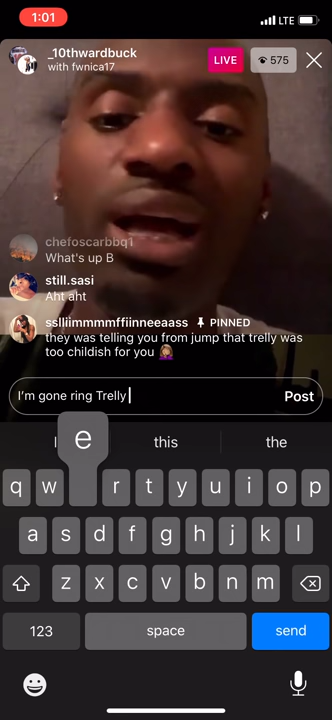 1:01
LTE
_10thwardbuck
with fwnica17
LIVE
575
chefoscarbbq1
What's up B
still.sasi
Aht aht
ssslliimmmmffiinneeaass PINNED
they was telling you from jump that trelly was
too childish for you 🤦🏽‍♀️
I'm gone ring Trelly
Post
I e this the
q w r t y u i o p
a s d f g h j k l
z x c v b n m
123 space send